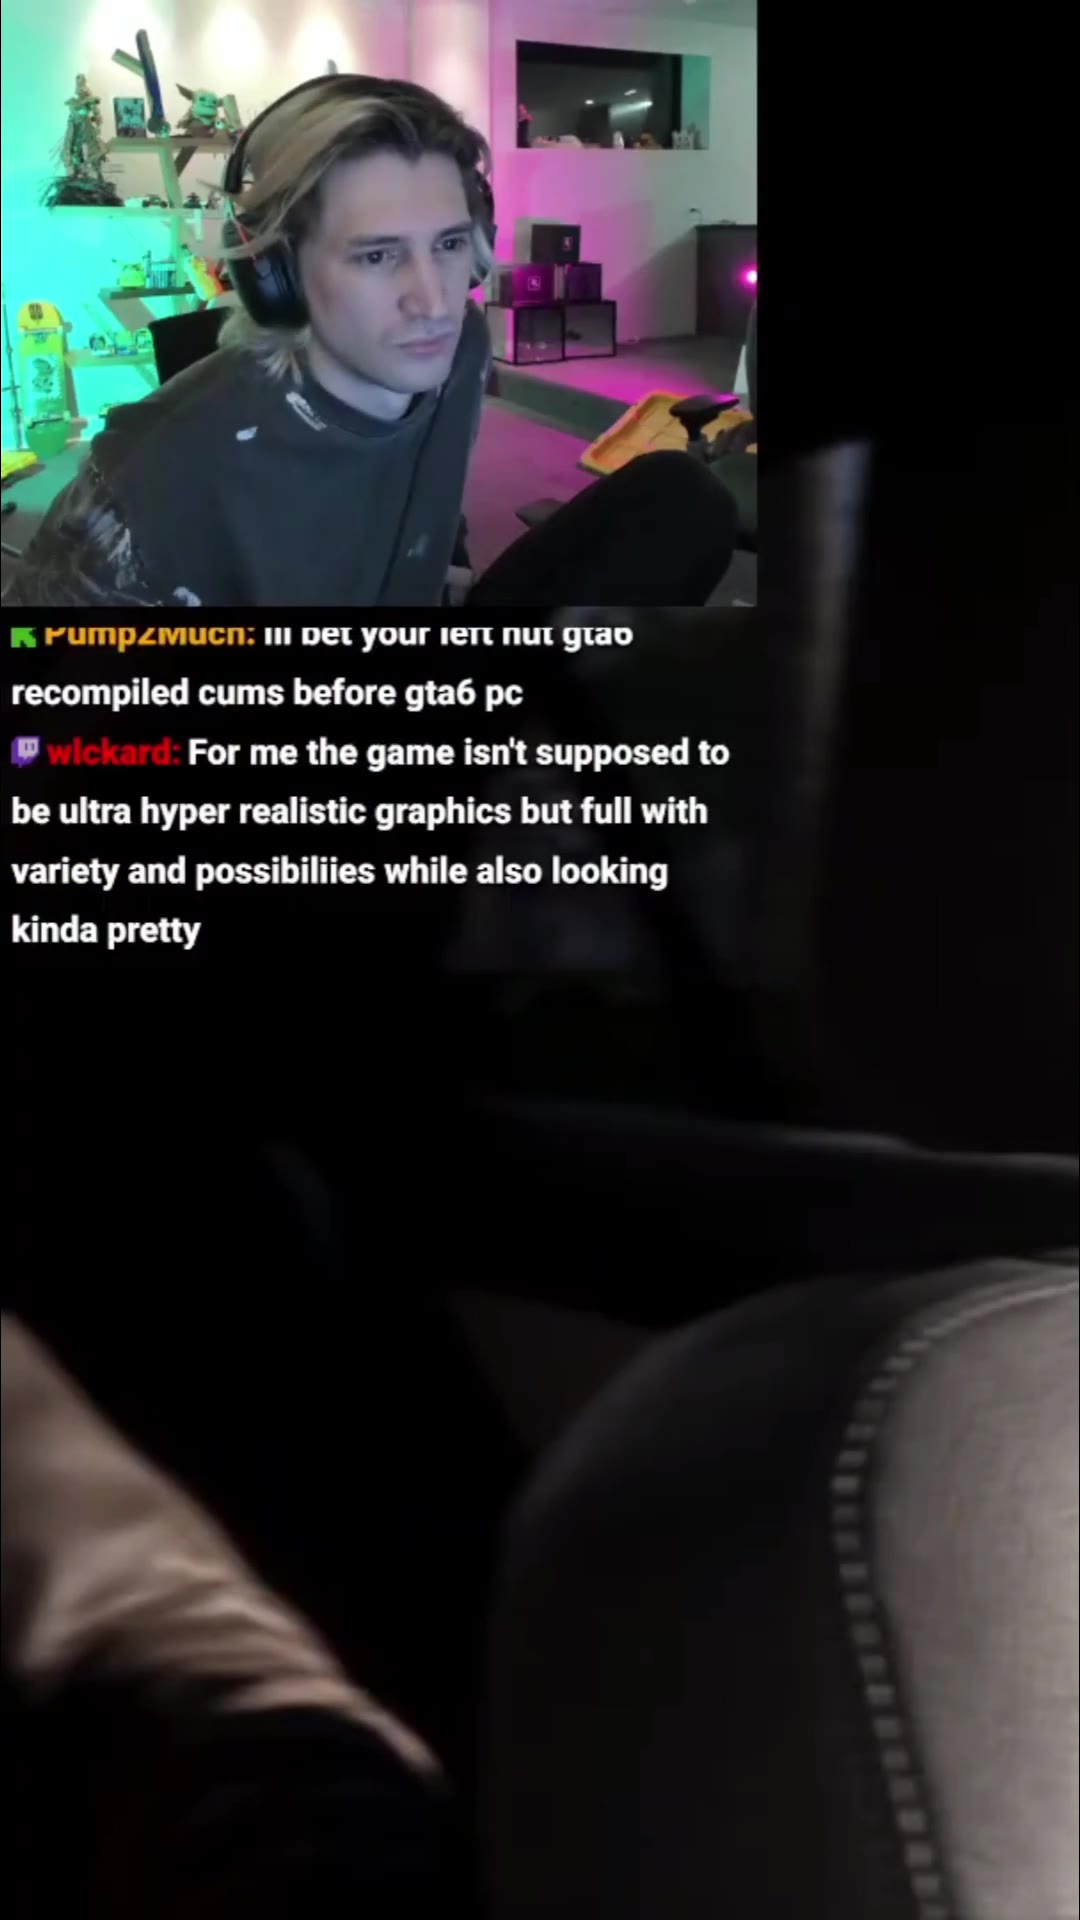 Pump2Much: ill bet your left nut gta6
recompiled cums before gta6 pc
wlckard: For me the game isn't supposed to
be ultra hyper realistic graphics but full with
variety and possibiliies while also looking
kinda pretty